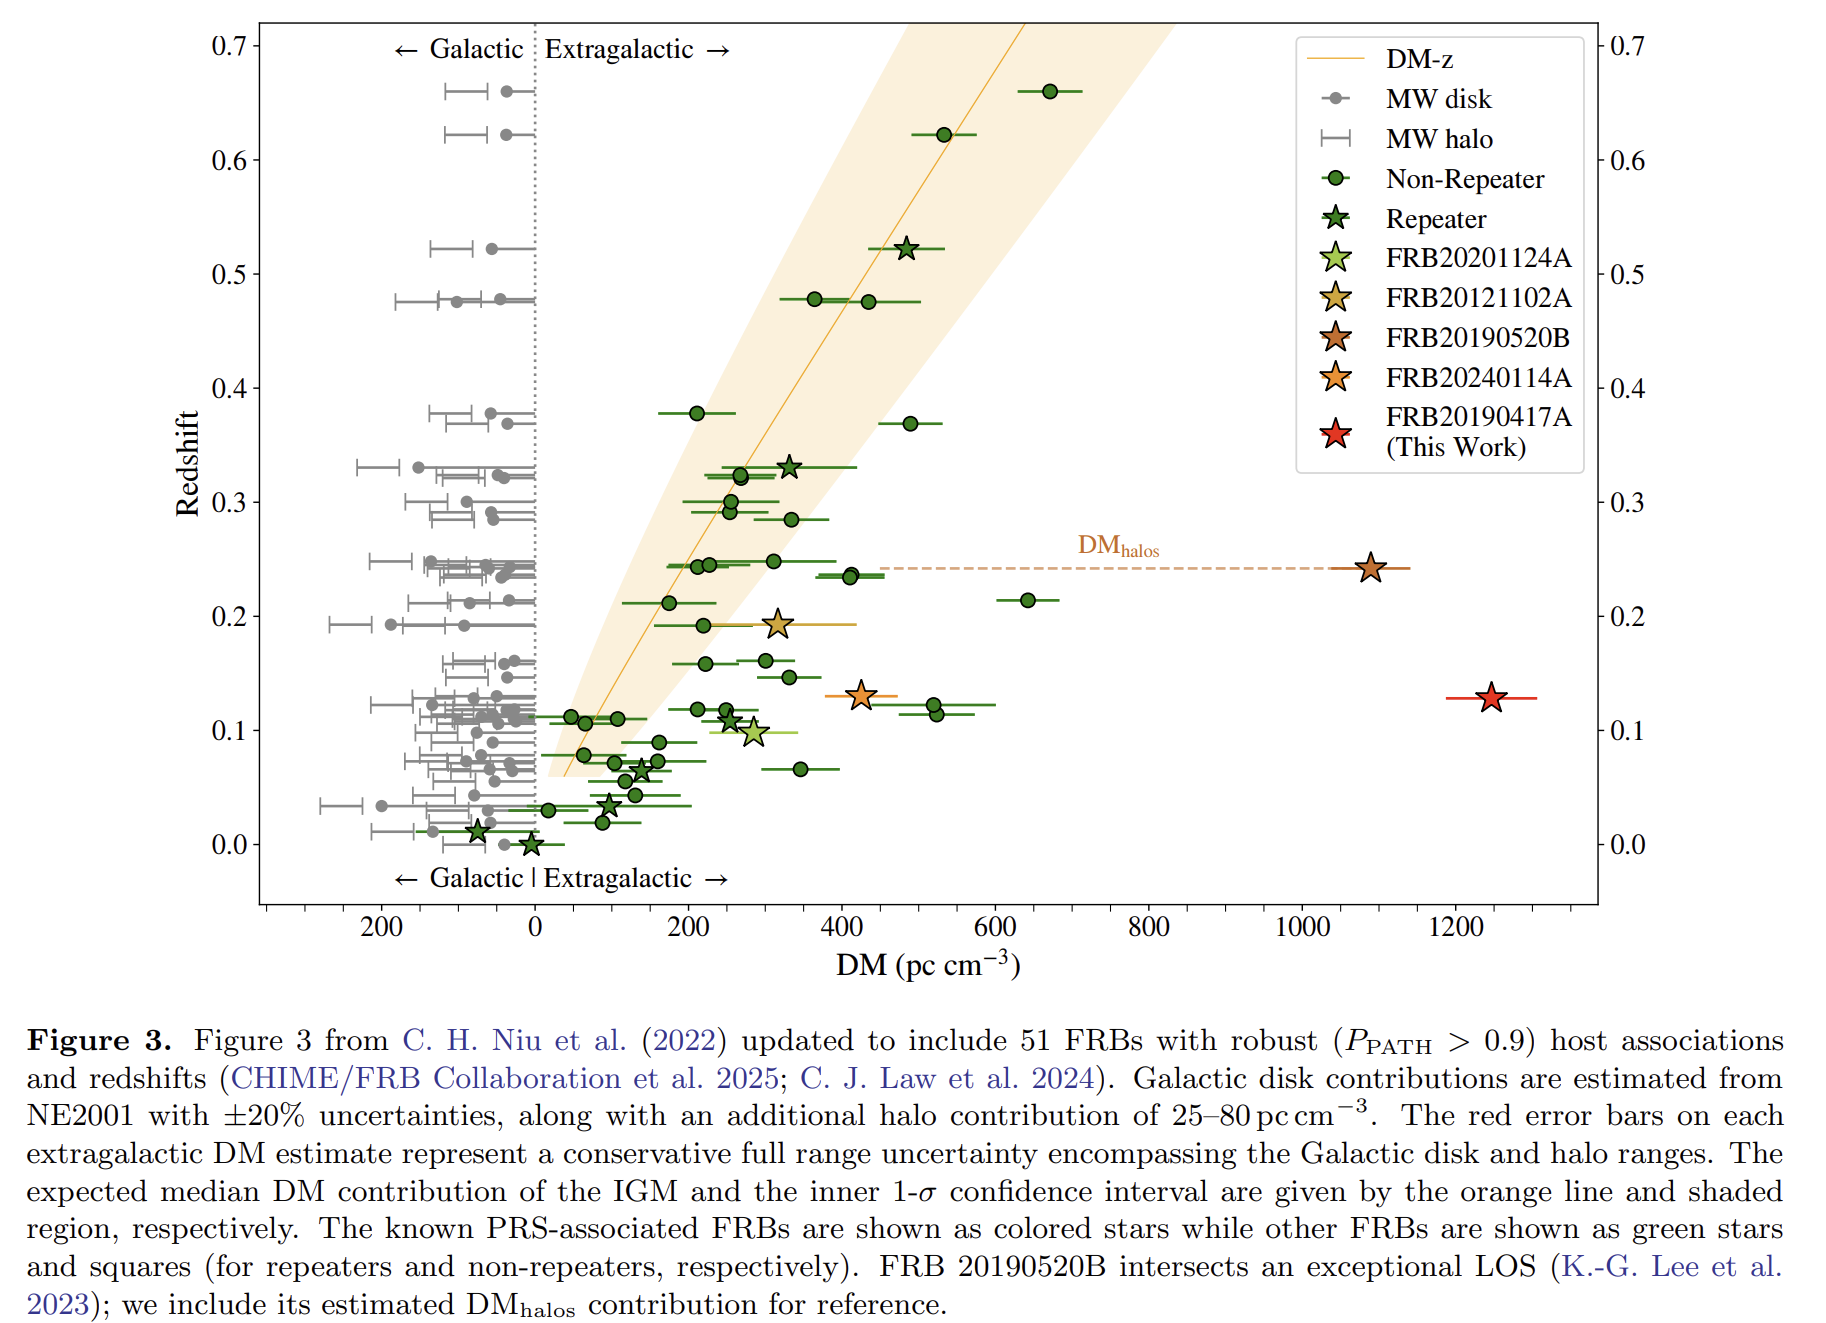 ← Galactic
Extragalactic →
0.7
0.6
0.5
0.4
0.3
0.2
0.1
0.0
Redshift
0.7
0.6
0.5
0.4
0.3
0.2
0.1
0.0
DM-z
MW disk
MW halo
Non-Repeater
Repeater
FRB20201124A
FRB20121102A
FRB20190520B
FRB20240114A
FRB20190417A
(This Work)
DMhalos
← Galactic | Extragalactic →
200 0 200 400 600 800 1000 1200
DM (pc cm⁻³)
Figure 3. Figure 3 from C. H. Niu et al. (2022) updated to include 51 FRBs with robust (P_PATH > 0.9) host associations
and redshifts (CHIME/FRB Collaboration et al. 2025; C. J. Law et al. 2024). Galactic disk contributions are estimated from
NE2001 with ±20% uncertainties, along with an additional halo contribution of 25–80 pc cm⁻³. The red error bars on each
extragalactic DM estimate represent a conservative full range uncertainty encompassing the Galactic disk and halo ranges. The
expected median DM contribution of the IGM and the inner 1-σ confidence interval are given by the orange line and shaded
region, respectively. The known PRS-associated FRBs are shown as colored stars while other FRBs are shown as green stars
and squares (for repeaters and non-repeaters, respectively). FRB 20190520B intersects an exceptional LOS (K.-G. Lee et al.
2023); we include its estimated DMhalos contribution for reference.